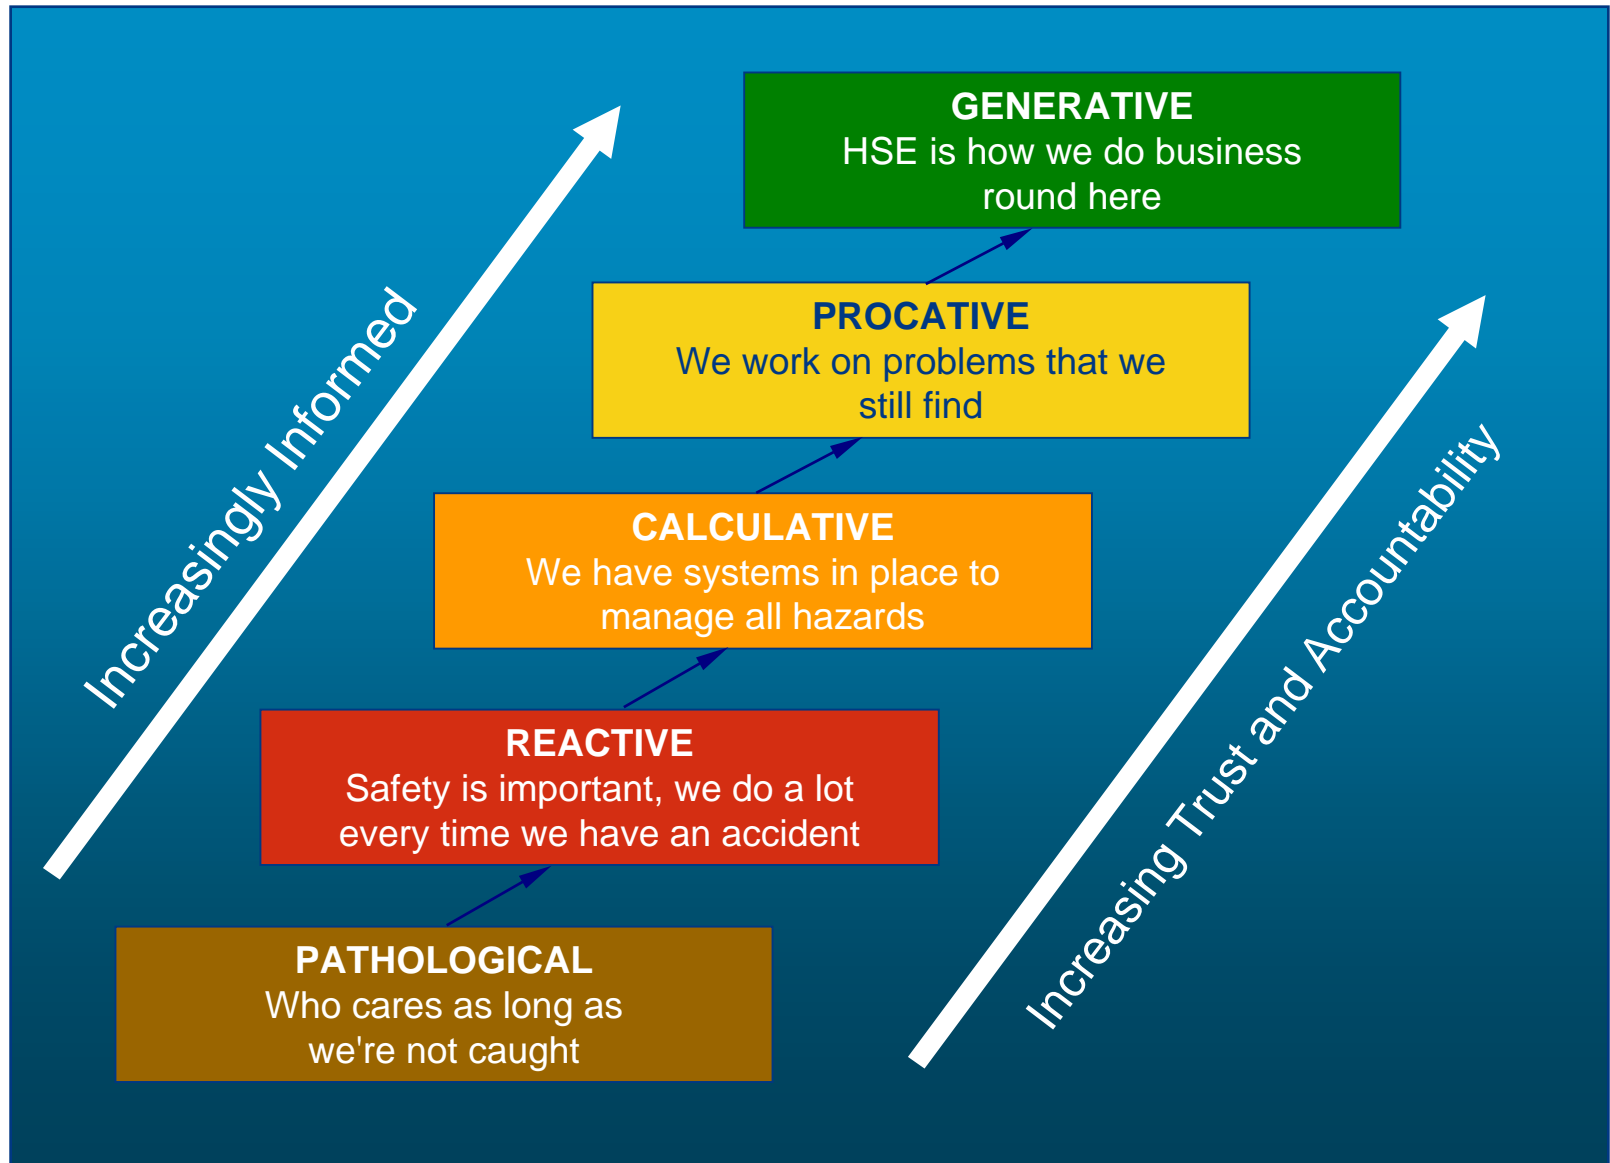 GENERATIVE
HSE is how we do business
round here
PROCATIVE
We work on problems that we
still find
CALCULATIVE
We have systems in place to
manage all hazards
REACTIVE
Safety is important, we do a lot
every time we have an accident
PATHOLOGICAL
Who cares as long as
we're not caught
Increasingly Informed
Increasing Trust and Accountability